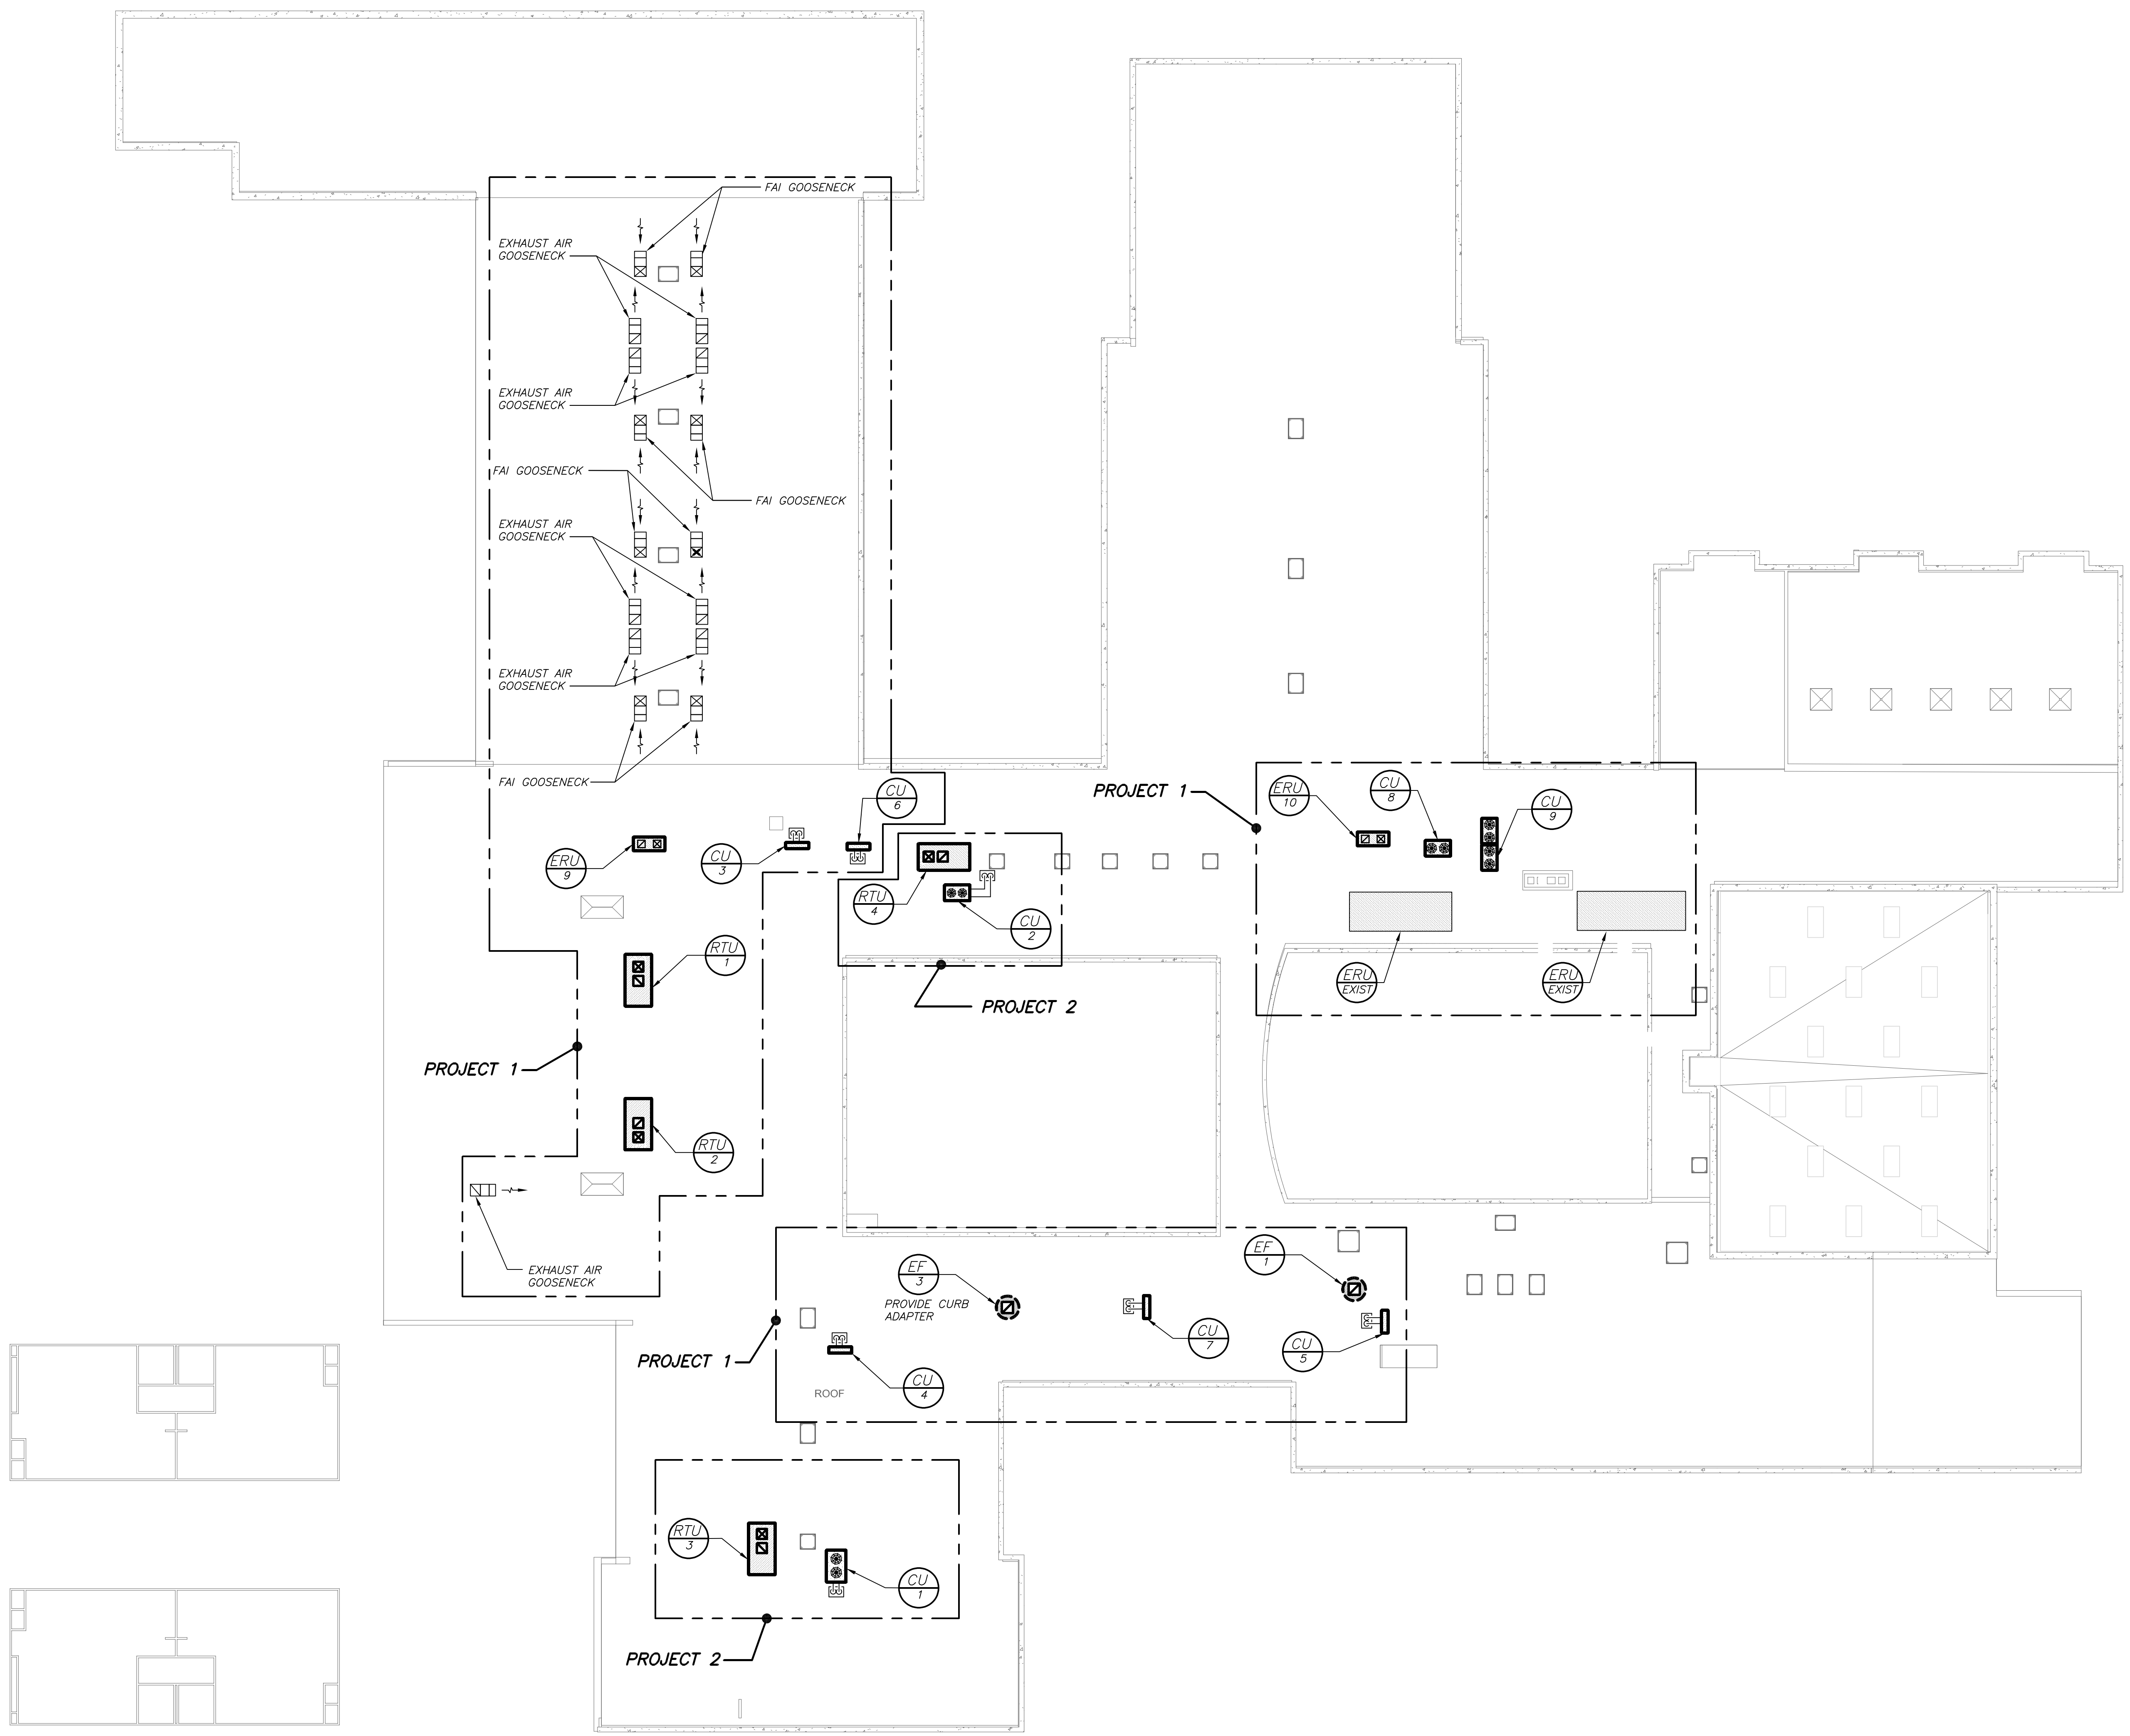 FAI GOOSENECK
EXHAUST AIR
GOOSENECK
EXHAUST AIR
GOOSENECK
FAI GOOSENECK
FAI GOOSENECK
EXHAUST AIR
GOOSENECK
EXHAUST AIR
GOOSENECK
FAI GOOSENECK
CU
6
PROJECT 1
ERU
10
CU
8
CU
9
ERU
9
CU
3
RTU
4
CU
2
RTU
1
ERU
EXIST
ERU
EXIST
PROJECT 2
PROJECT 1
RTU
2
EXHAUST AIR
GOOSENECK
EF
3
PROVIDE CURB
ADAPTER
EF
1
CU
7
CU
5
PROJECT 1
CU
4
ROOF
RTU
3
CU
1
PROJECT 2